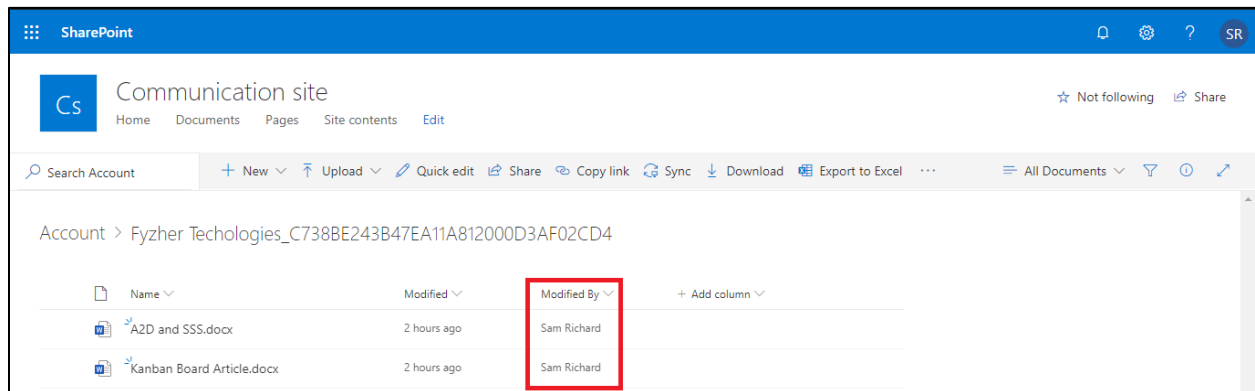 SharePoint
? SR
Cs
Communication site
Home Documents Pages Site contents Edit
Not following Share
Search Account
New Upload Quick edit Share Copy link Sync Download Export to Excel ... All Documents
Account > Fyzher Techologies_C738BE243B47EA11A812000D3AF02CD4
Name Modified Modified By + Add column
A2D and SSS.docx 2 hours ago Sam Richard
Kanban Board Article.docx 2 hours ago Sam Richard